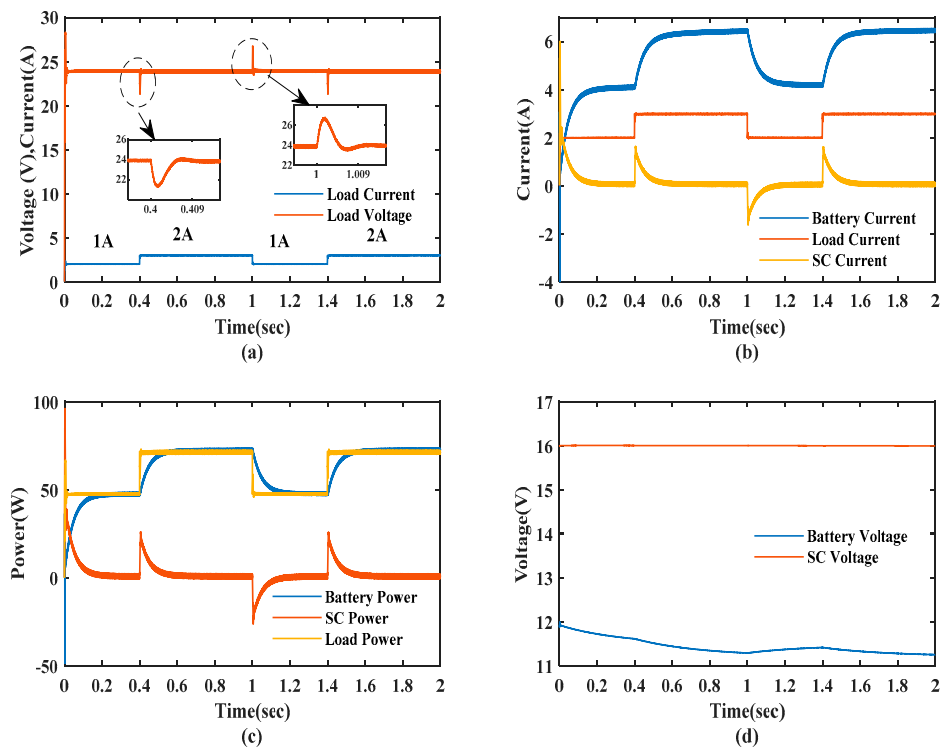 30
25
20
15
10
5
0
Voltage (V),Current(A)
26
24
22
0.4 0.409
26
24
22
1 1.009
Load Current
Load Voltage
1A 2A 1A 2A
0 0.2 0.4 0.6 0.8 1 1.2 1.4 1.6 1.8 2
Time(sec)
(a)
6
4
2
0
-2
-4
Current(A)
Battery Current
Load Current
SC Current
0 0.2 0.4 0.6 0.8 1 1.2 1.4 1.6 1.8 2
Time(sec)
(b)
100
50
0
-50
Power(W)
Battery Power
SC Power
Load Power
0 0.2 0.4 0.6 0.8 1 1.2 1.4 1.6 1.8 2
Time(sec)
(c)
17
16
15
14
13
12
11
Voltage(V)
Battery Voltage
SC Voltage
0 0.2 0.4 0.6 0.8 1 1.2 1.4 1.6 1.8 2
Time(sec)
(d)